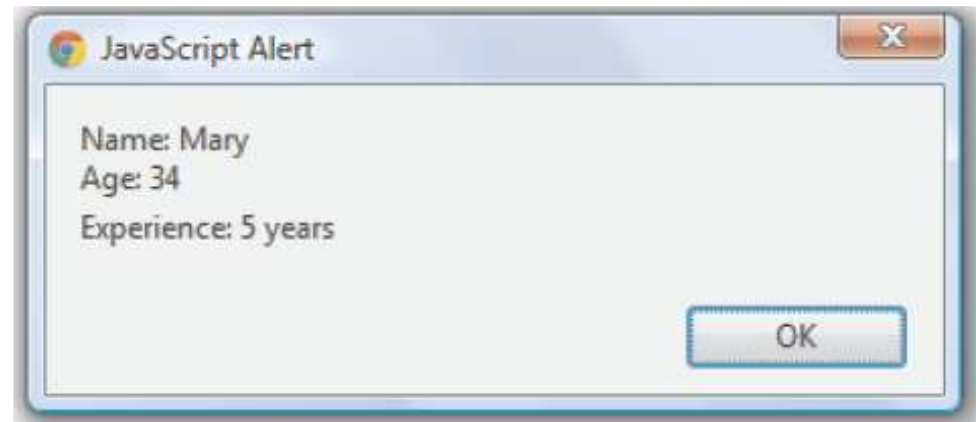 JavaScript Alert
Name: Mary
Age: 34
Experience: 5 years
OK